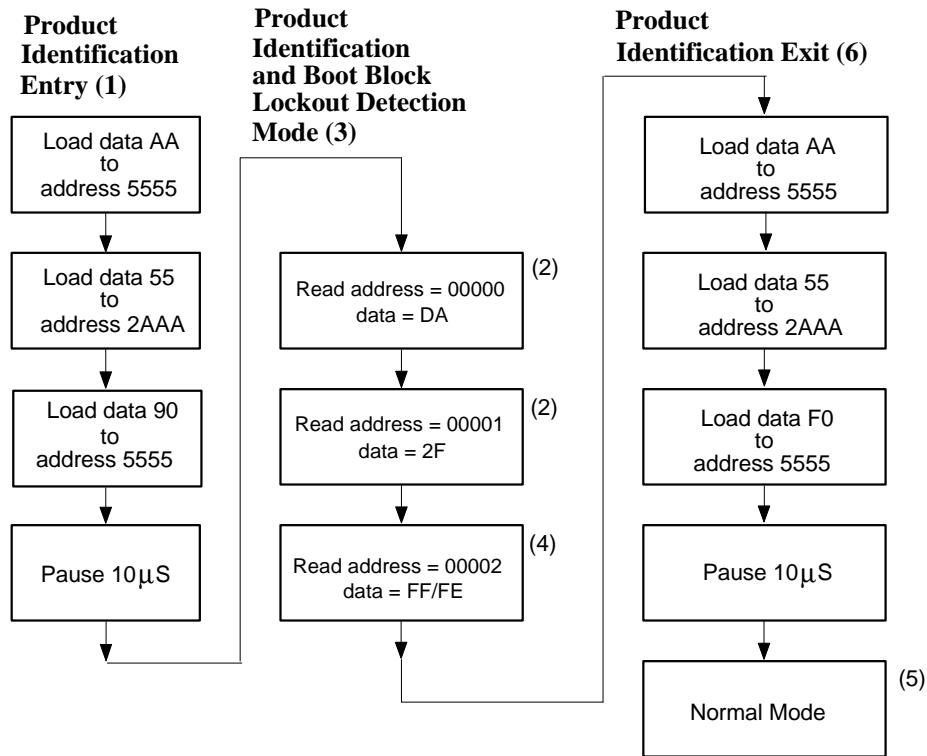 Product
Identification
Entry (1)
Load data AA
to
address 5555
Load data 55
to
address 2AAA
Load data 90
to
address 5555
Pause 10μS
Product
Identification
and Boot Block
Lockout Detection
Mode (3)
Read address = 00000
data = DA
(2)
Read address = 00001
data = 2F
(2)
Read address = 00002
data = FF/FE
(4)
Product
Identification Exit (6)
Load data AA
to
address 5555
Load data 55
to
address 2AAA
Load data F0
to
address 5555
Pause 10μS
Normal Mode
(5)